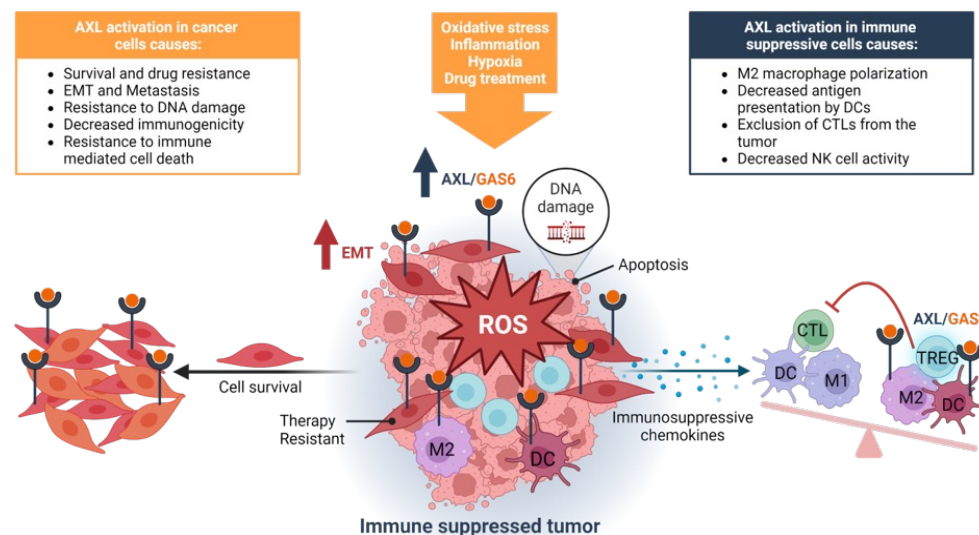 AXL activation in cancer
cells causes:
• Survival and drug resistance
• EMT and Metastasis
• Resistance to DNA damage
• Decreased immunogenicity
• Resistance to immune
mediated cell death
Oxidative stress
Inflammation
Hypoxia
Drug treatment
AXL activation in immune
suppressive cells causes:
• M2 macrophage polarization
• Decreased antigen
presentation by DCs
• Exclusion of CTLs from the
tumor
• Decreased NK cell activity
AXL/GAS6
DNA
damage
EMT
Apoptosis
ROS
Cell survival
Therapy
Resistant
M2
DC
Immunosuppressive
chemokines
CTL
DC
M1
AXL/GAS
TREG
M2
DC
Immune suppressed tumor